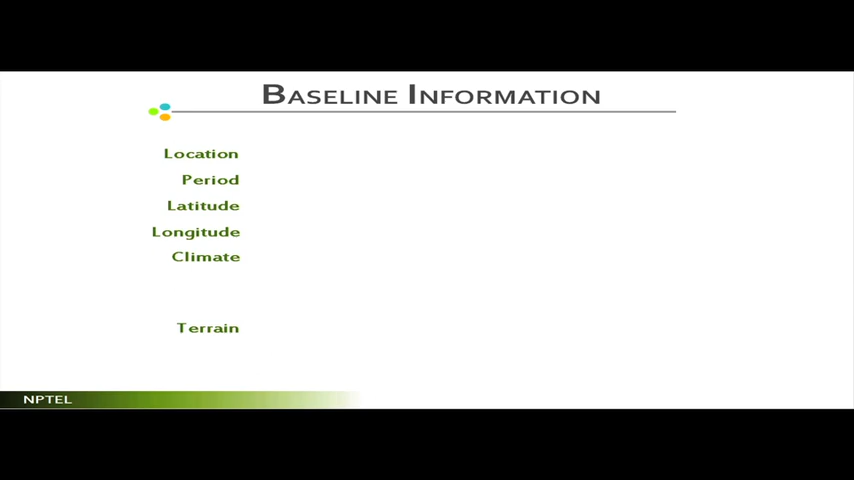 Baseline Information
Location
Period
Latitude
Longitude
Climate
Terrain
NPTEL